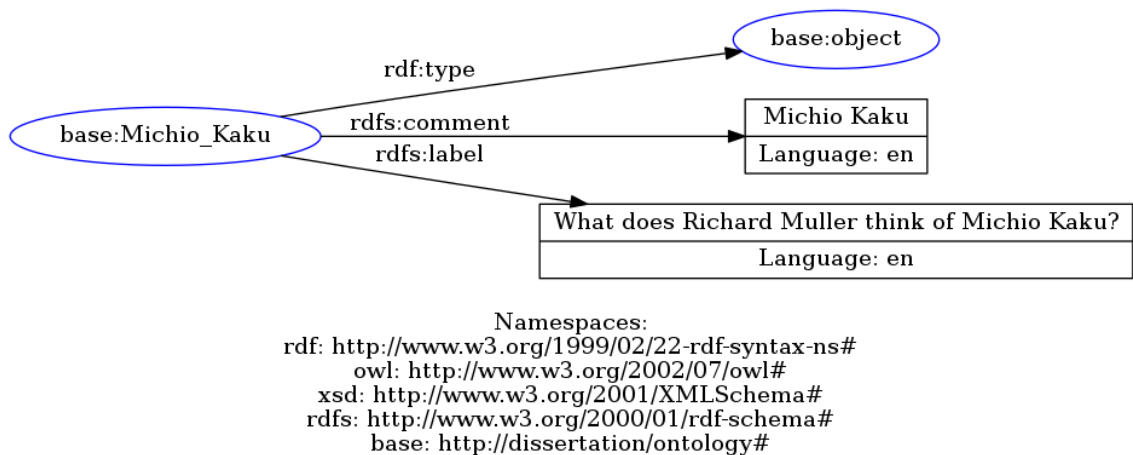 base:object
rdf:type
Michio Kaku
rdfs:comment
base:Michio_Kaku
Language: en
rdfs:label
What does Richard Muller think of Michio Kaku?
Language: en
Namespaces:
rdf: http://www.w3.org/1999/02/22-rdf-syntax-ns#
owl: http://www.w3.org/2002/07/owl#
xsd: http://www.w3.org/2001/XMLSchema#
rdfs: http://www.w3.org/2000/01/rdf-schema#
base: http://dissertation/ontology#